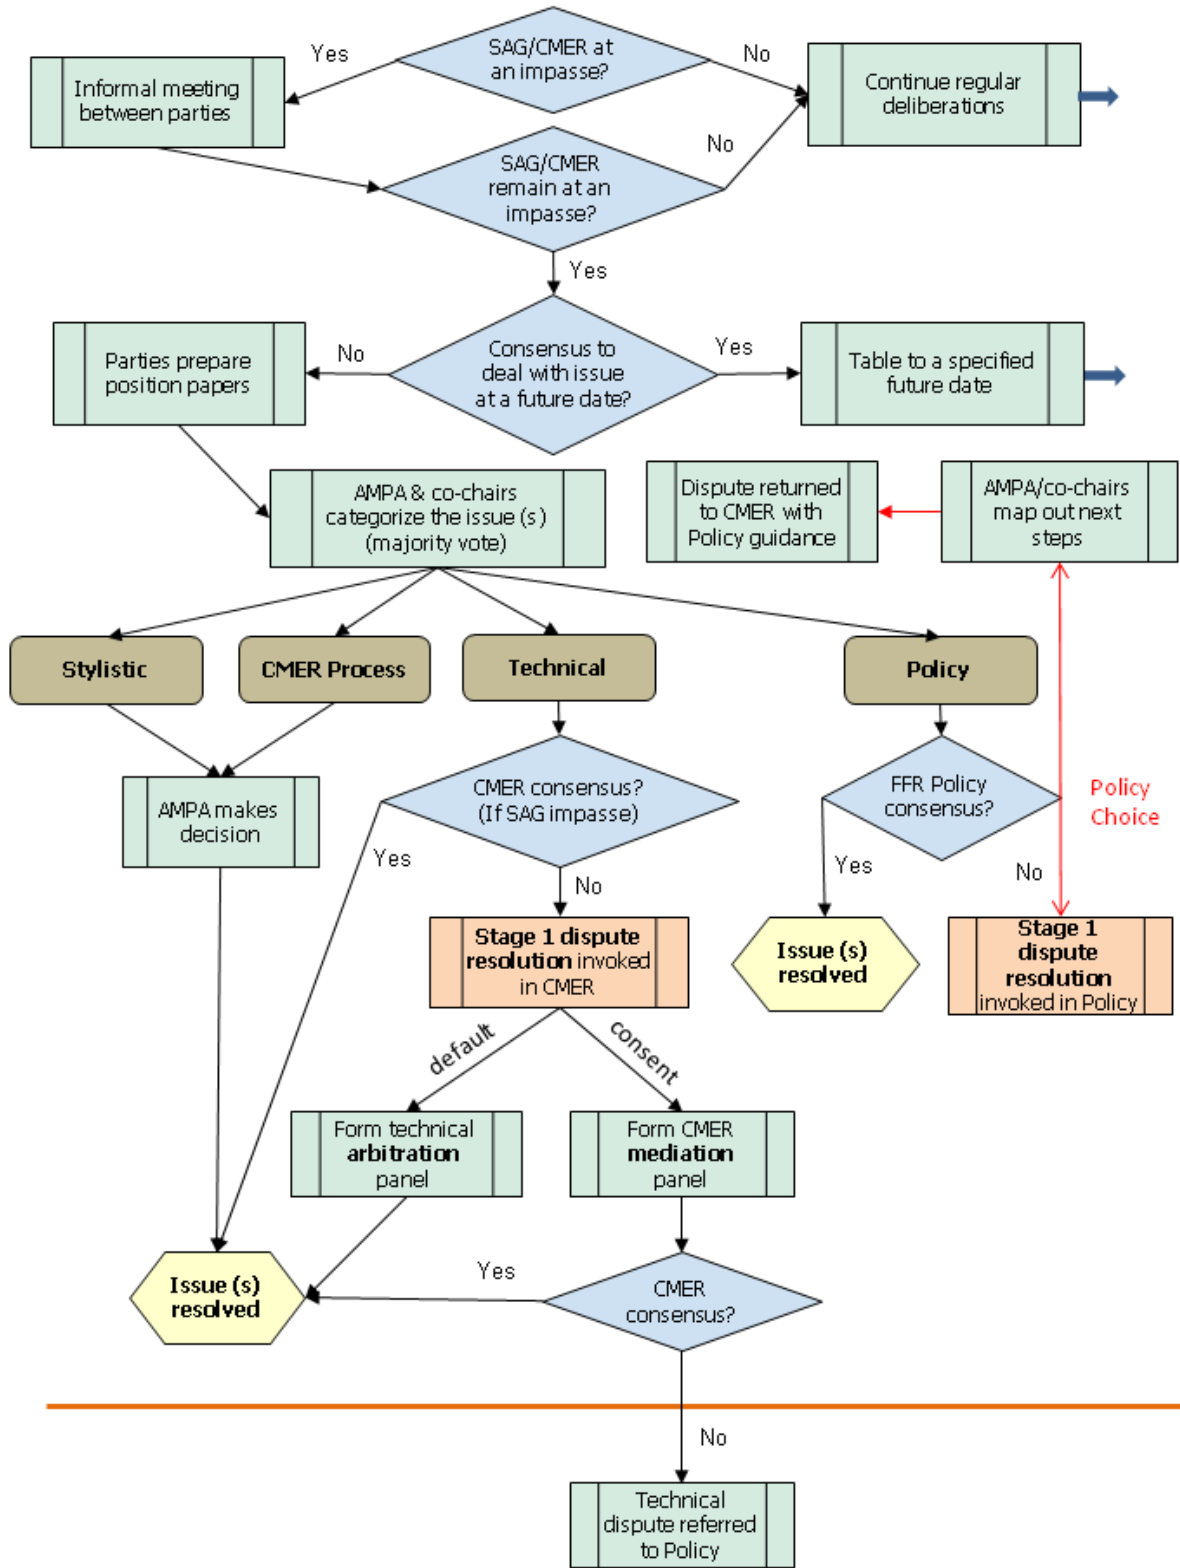 SAG/CMER at
an impasse?
Yes
No
Informal meeting
between parties
Continue regular
deliberations
SAG/CMER
remain at an
impasse?
No
Yes
Parties prepare
position papers
No
Consensus to
deal with issue
at a future date?
Yes
Table to a specified
future date
AMPA & co-chairs
categorize the issue (s)
(majority vote)
Dispute returned
to CMER with
Policy guidance
AMPA/co-chairs
map out next
steps
Stylistic
CMER Process
Technical
Policy
AMPA makes
decision
CMER consensus?
(If SAG impasse)
FFR Policy
consensus?
Policy
Choice
Yes
No
Yes
No
Stage 1 dispute
resolution invoked
in CMER
Issue (s)
resolved
Stage 1
dispute
resolution
invoked in Policy
default
consent
Form technical
arbitration
panel
Form CMER
mediation
panel
Issue (s)
resolved
Yes
CMER
consensus?
No
Technical
dispute referred
to Policy